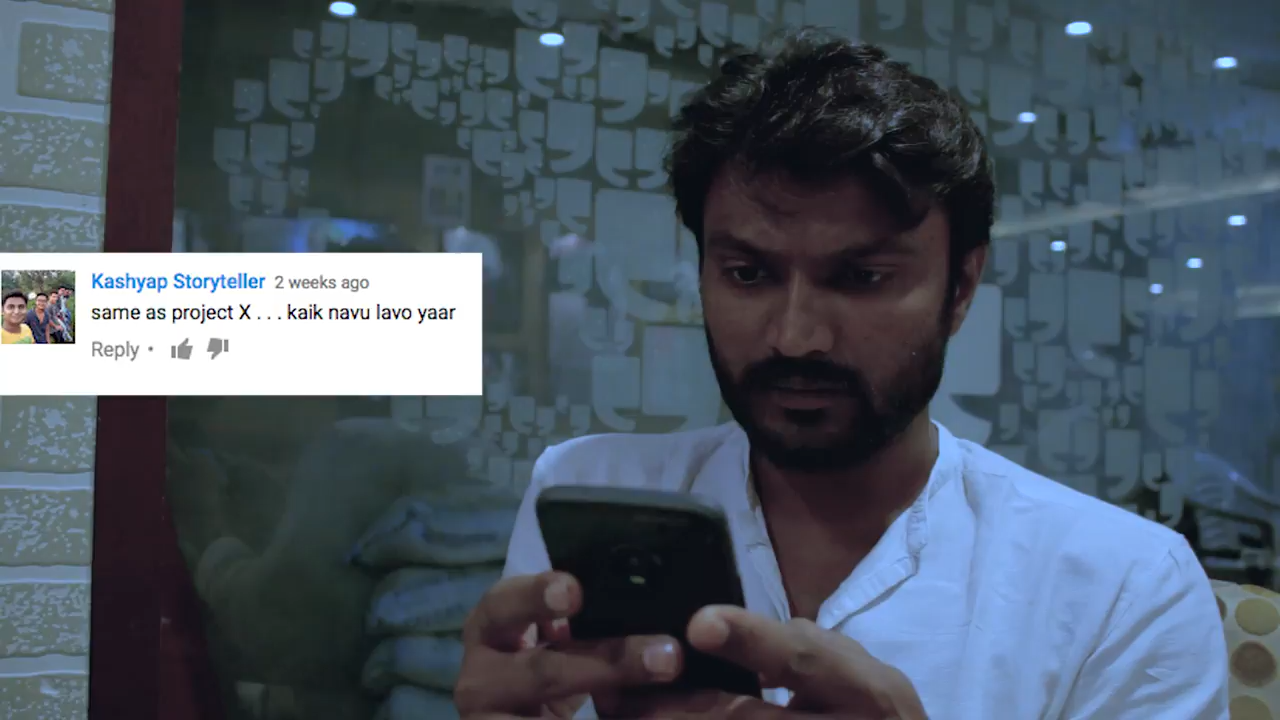 Kashyap Storyteller 2 weeks ago
same as project X . . . kaik navu lavo yaar
Reply •